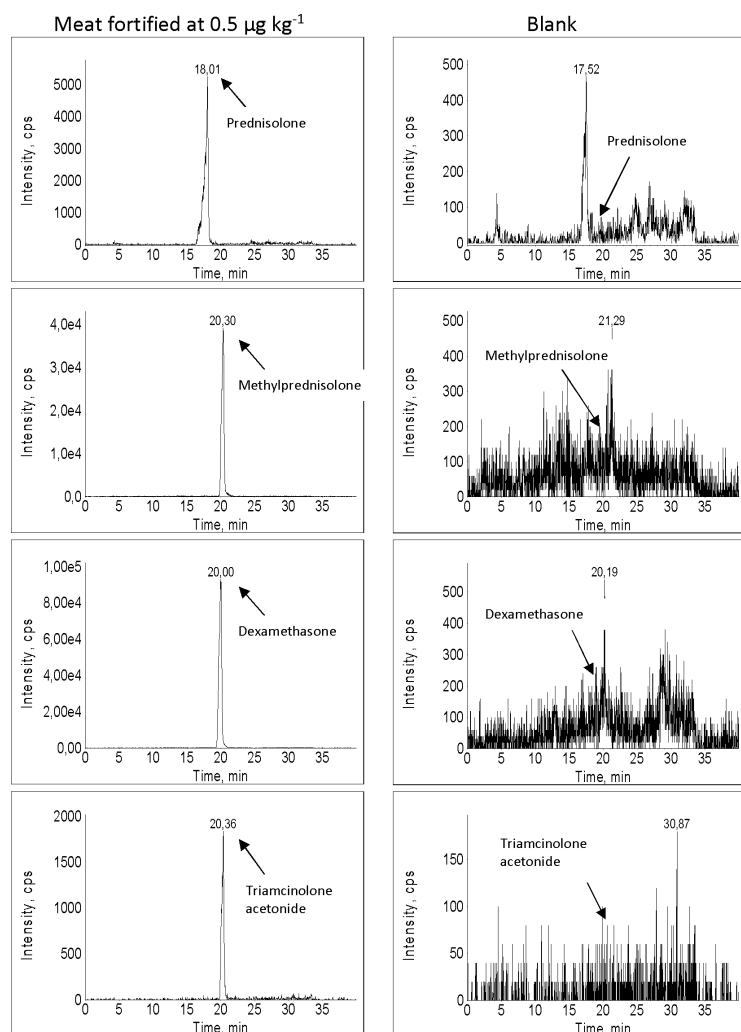 Meat fortified at 0.5 µg kg-1
Blank
Intensity, cps
5000
4000
3000
2000
1000
0
18,01
Prednisolone
0 5 10 15 20 25 30 35
Time, min
Intensity, cps
500
400
300
200
100
0
17,52
Prednisolone
0 5 10 15 20 25 30 35
Time, min
Intensity, cps
4,0e4
3,0e4
2,0e4
1,0e4
0,0
20,30
Methylprednisolone
0 5 10 15 20 25 30 35
Time, min
Intensity, cps
500
400
300
200
100
0
21,29
Methylprednisolone
0 5 10 15 20 25 30 35
Time, min
Intensity, cps
1,00e5
8,00e4
6,00e4
4,00e4
2,00e4
0,00
20,00
Dexamethasone
0 5 10 15 20 25 30 35
Time, min
Intensity, cps
500
400
300
200
100
0
20,19
Dexamethasone
0 5 10 15 20 25 30 35
Time, min
Intensity, cps
2000
1500
1000
500
0
20,36
Triamcinolone
acetonide
0 5 10 15 20 25 30 35
Time, min
Intensity, cps
150
100
50
0
30,87
Triamcinolone
acetonide
0 5 10 15 20 25 30 35
Time, min